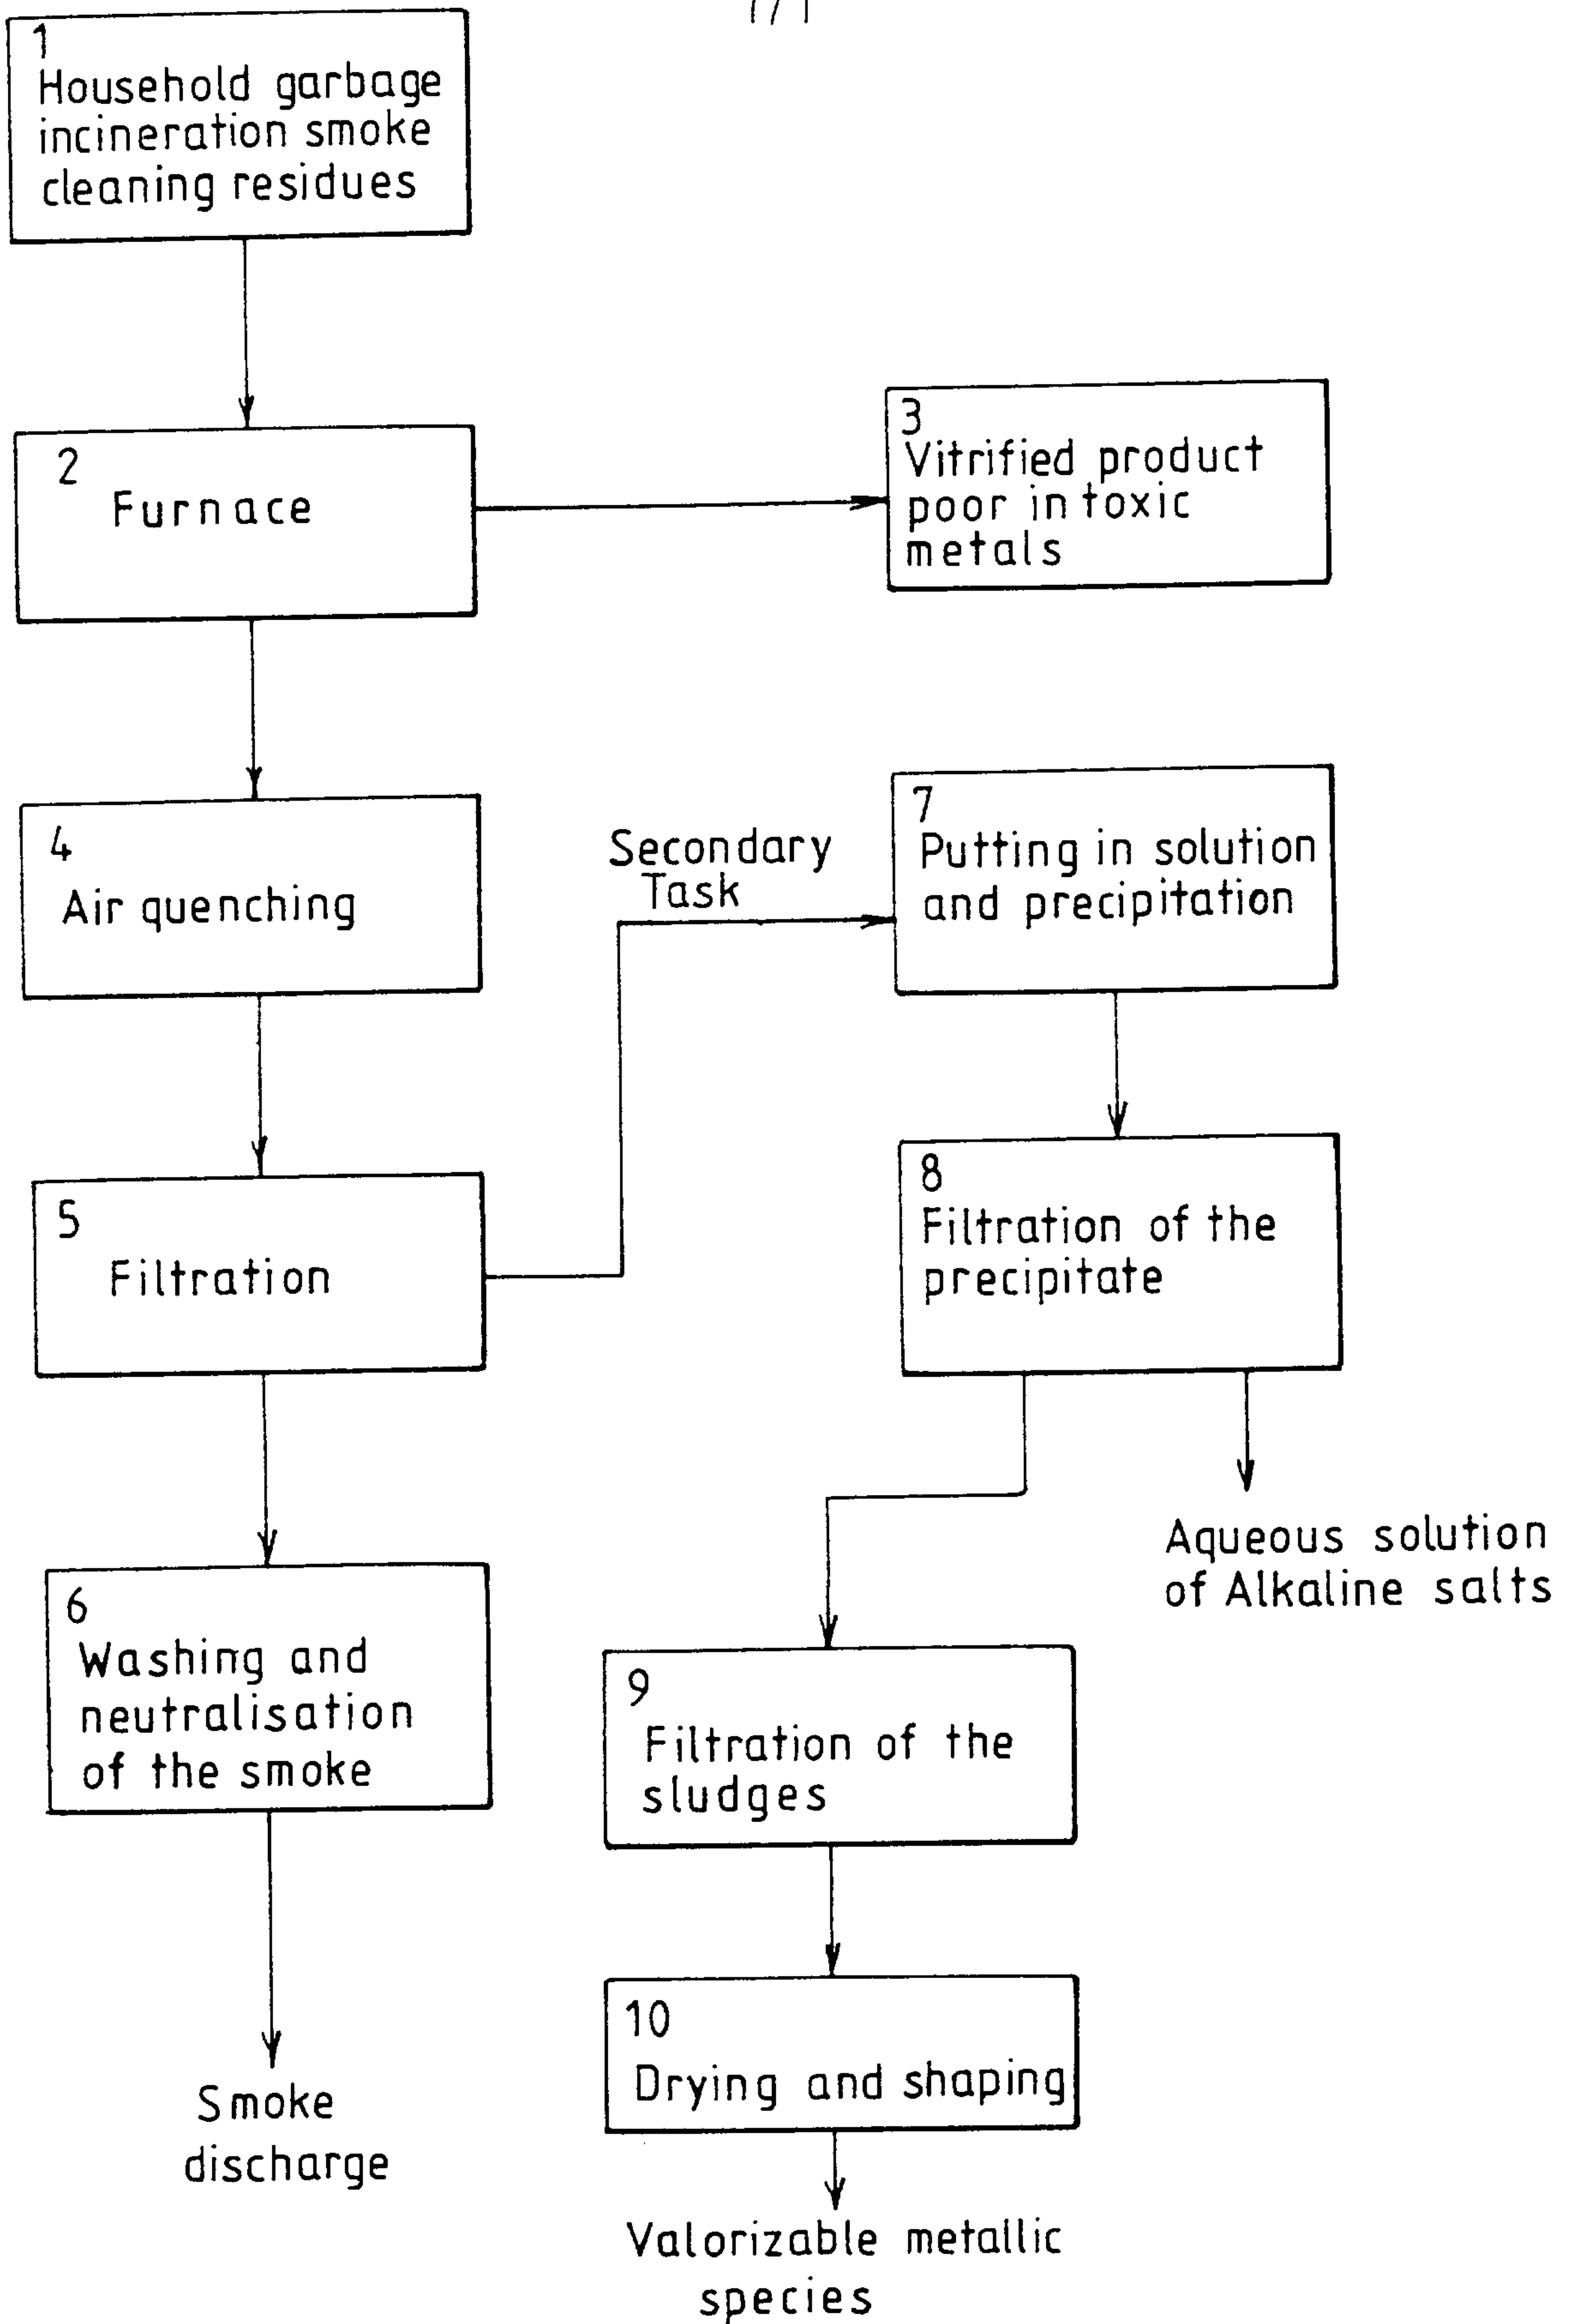 1
Household garbage
incineration smoke
cleaning residues
2
Furnace
3
Vitrified product
poor in toxic
metals
4
Air quenching
Secondary
Task
7
Putting in solution
and precipitation
5
Filtration
8
Filtration of the
precipitate
Aqueous solution
of Alkaline salts
6
Washing and
neutralisation
of the smoke
9
Filtration of the
sludges
10
Drying and shaping
Smoke
discharge
Valorizable metallic
species